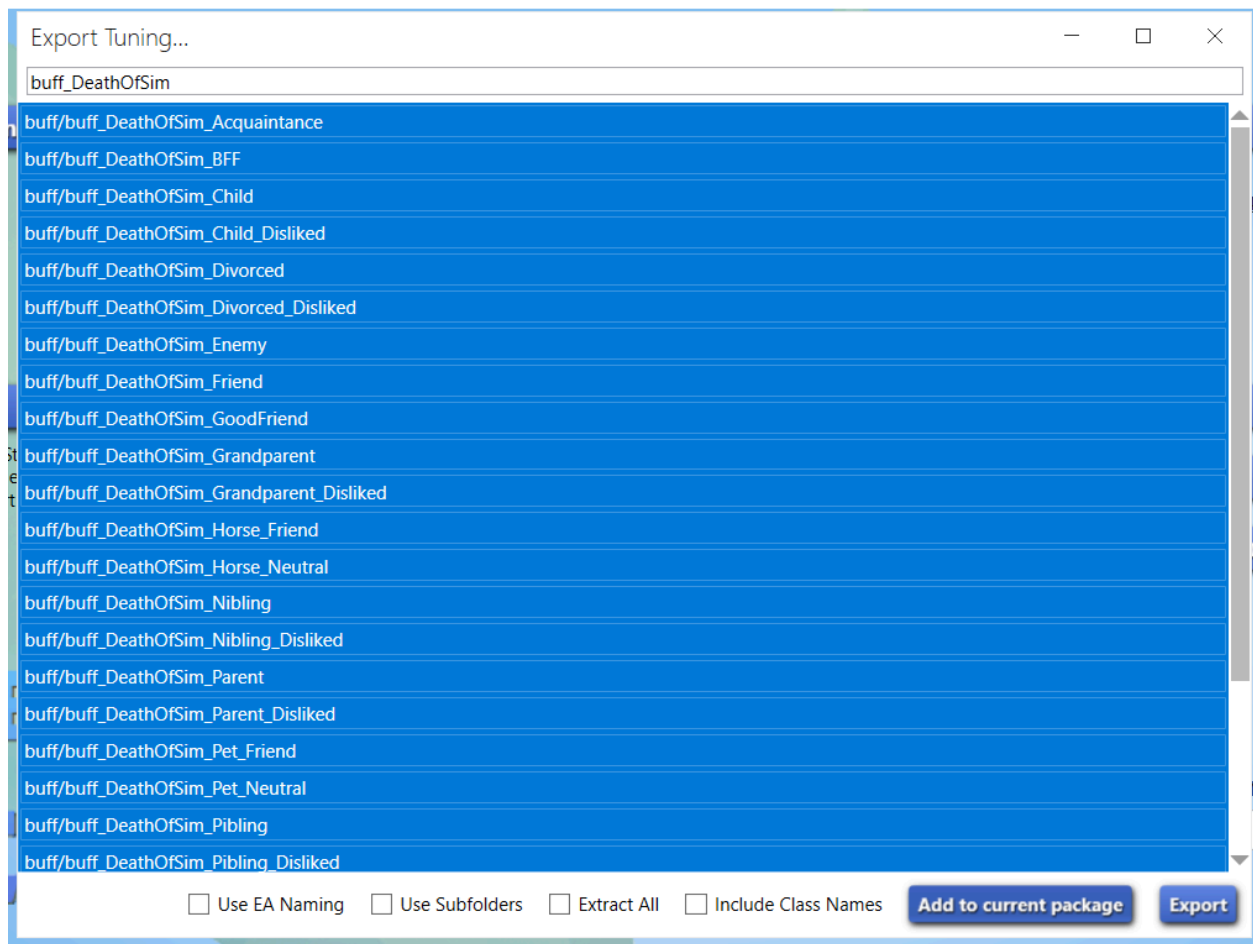 Export Tuning...
buff_DeathOfSim
buff/buff_DeathOfSim_Acquaintance
buff/buff_DeathOfSim_BFF
buff/buff_DeathOfSim_Child
buff/buff_DeathOfSim_Child_Disliked
buff/buff_DeathOfSim_Divorced
buff/buff_DeathOfSim_Divorced_Disliked
buff/buff_DeathOfSim_Enemy
buff/buff_DeathOfSim_Friend
buff/buff_DeathOfSim_GoodFriend
buff/buff_DeathOfSim_Grandparent
buff/buff_DeathOfSim_Grandparent_Disliked
buff/buff_DeathOfSim_Horse_Friend
buff/buff_DeathOfSim_Horse_Neutral
buff/buff_DeathOfSim_Nibling
buff/buff_DeathOfSim_Nibling_Disliked
buff/buff_DeathOfSim_Parent
buff/buff_DeathOfSim_Parent_Disliked
buff/buff_DeathOfSim_Pet_Friend
buff/buff_DeathOfSim_Pet_Neutral
buff/buff_DeathOfSim_Pibling
buff/buff_DeathOfSim_Pibling_Disliked
Use EA Naming Use Subfolders Extract All Include Class Names Add to current package Export